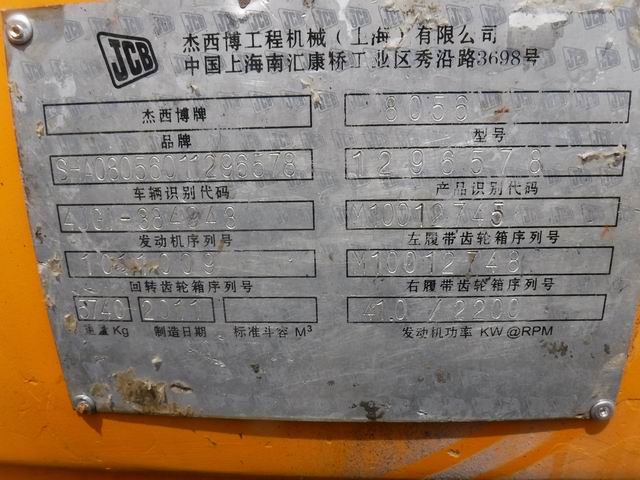 JCB
杰西博工程机械(上海)有限公司
中国上海南汇康桥工业区秀沿路3698号
杰西博牌 8056
品牌 型号
1296578
车辆识别代码 产品识别代码
M10012745
发动机序列号 左履带齿轮箱序列号
M10012748
回转齿轮箱序列号 右履带齿轮箱序列号
5740 2011 41.0 / 2200
重量Kg 制造日期 标准斗容 M³ 发动机功率 KW @RPM